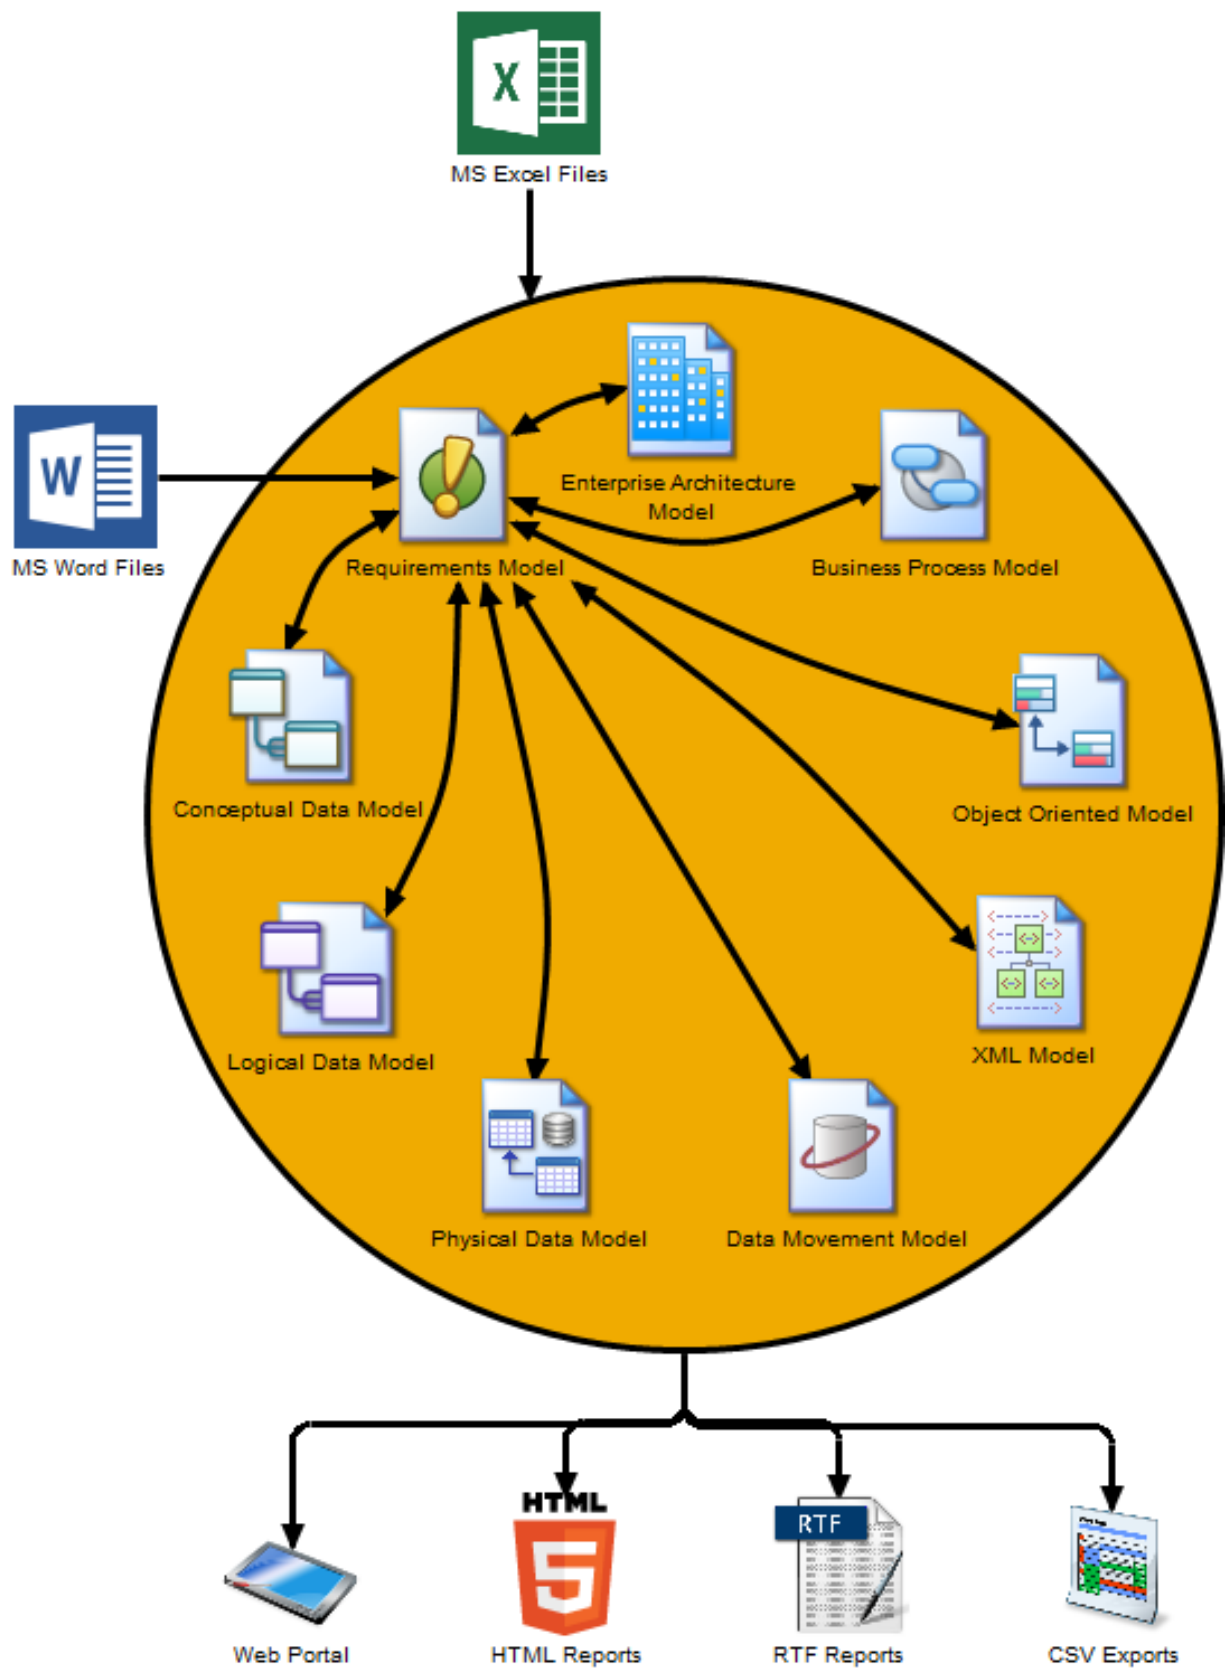 X
MS Excel Files
W
MS Word Files
Enterprise Architecture
Model
Requirements Model
Business Process Model
Conceptual Data Model
Object Oriented Model
Logical Data Model
XML Model
Physical Data Model
Data Movement Model
HTML
5
RTF
Web Portal
HTML Reports
RTF Reports
CSV Exports